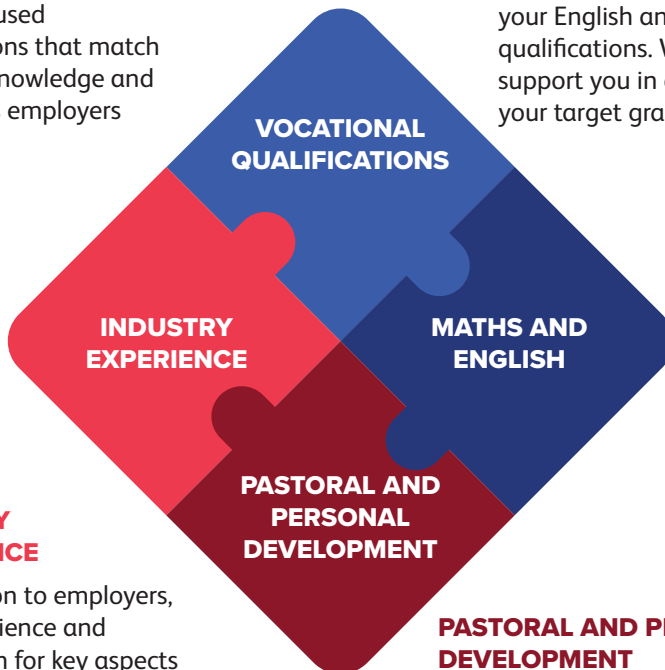 used
ons that match
nowledge and
employers
your English an
qualifications. W
support you in
your target gra
VOCATIONAL
QUALIFICATIONS
INDUSTRY
EXPERIENCE
MATHS AND
ENGLISH
PASTORAL AND
PERSONAL
DEVELOPMENT
Y
NCE
on to employers,
ience and
n for key aspects
PASTORAL AND PE
DEVELOPMENT